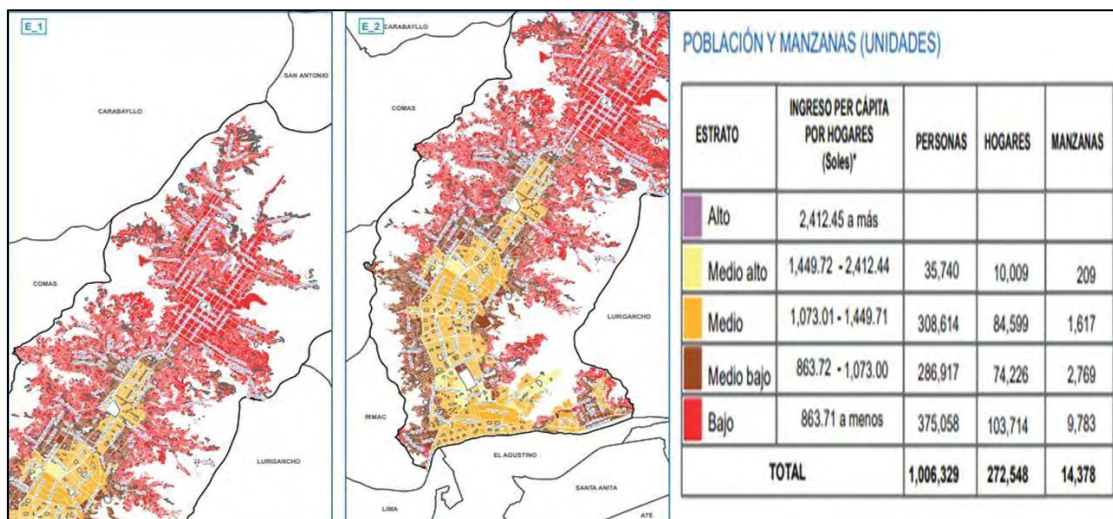 E_1
SAN ANTONIO
CARABAYLLO
COMAS
LURIGANCHO
E_2
CARABAYLLO
COMAS
LURIGANCHO
RIMAC
EL AGUSTINO
SANTA ANITA
LIMA
ATE
POBLACIÓN Y MANZANAS (UNIDADES)
ESTRATO INGRESO PER CÁPITA POR HOGARES (Soles)* PERSONAS HOGARES MANZANAS
Alto 2,412.45 a más
Medio alto 1,449.72 - 2,412.44 35,740 10,009 209
Medio 1,073.01 - 1,449.71 308,614 84,599 1,617
Medio bajo 863.72 - 1,073.00 286,917 74,226 2,769
Bajo 863.71 a menos 375,058 103,714 9,783
TOTAL 1,006,329 272,548 14,378